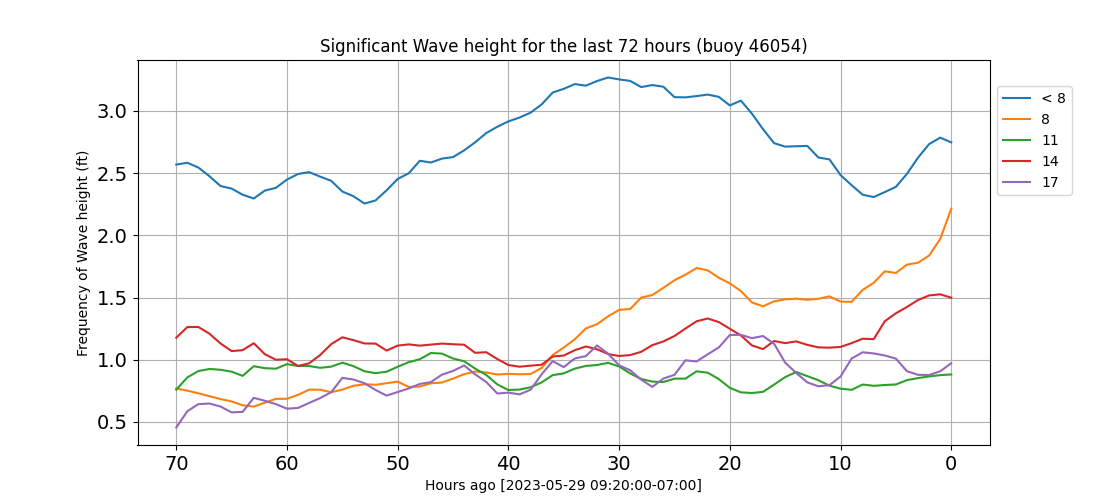 Significant Wave height for the last 72 hours (buoy 46054)
Frequency of Wave height (ft)
3.0
2.5
2.0
1.5
1.0
0.5
70 60 50 40 30 20 10 0
Hours ago [2023-05-29 09:20:00-07:00]
< 8
8
11
14
17